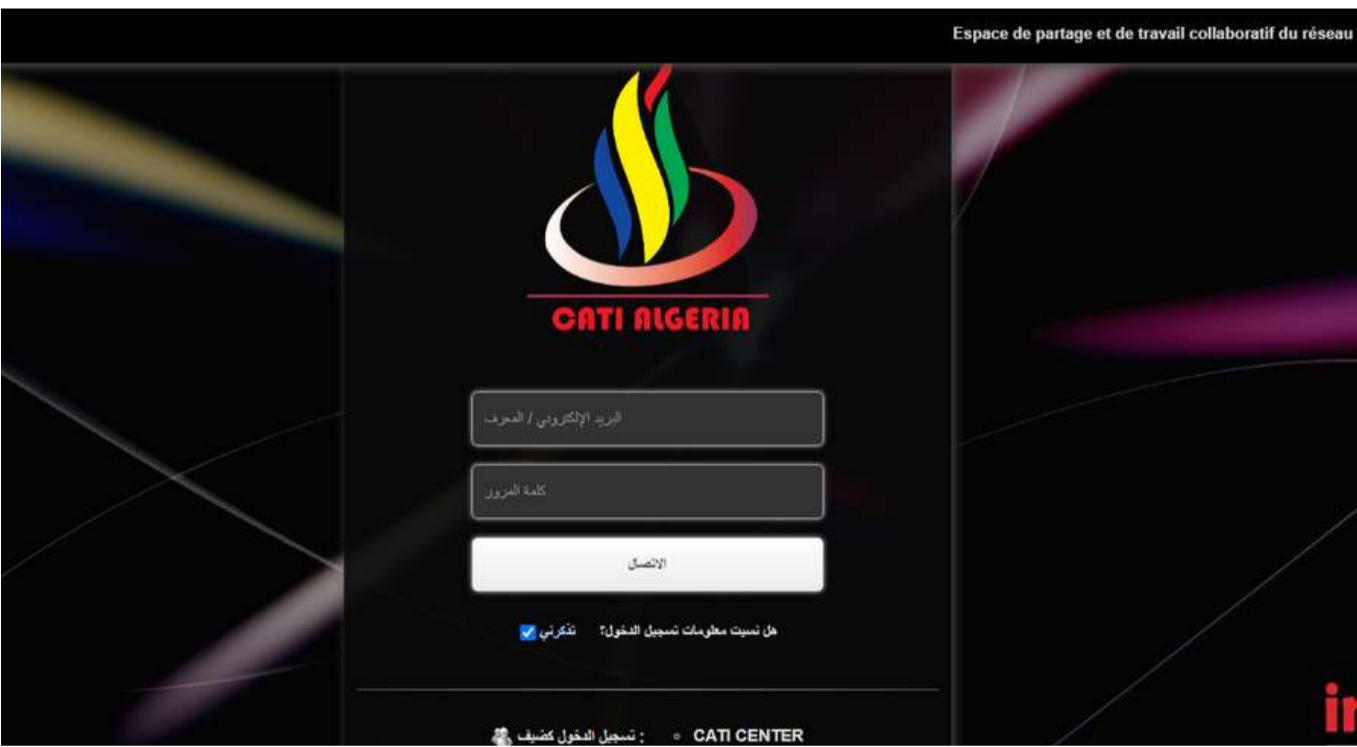 Espace de partage et de travail collaboratif du réseau
CATI ALGERIA
البريد الإلكتروني / المعرف
كلمة المرور
الاتصال
هل نسيت معلومات تسجيل الدخول؟ تذكرني
تسجيل الدخول كضيف : ○ CATI CENTER